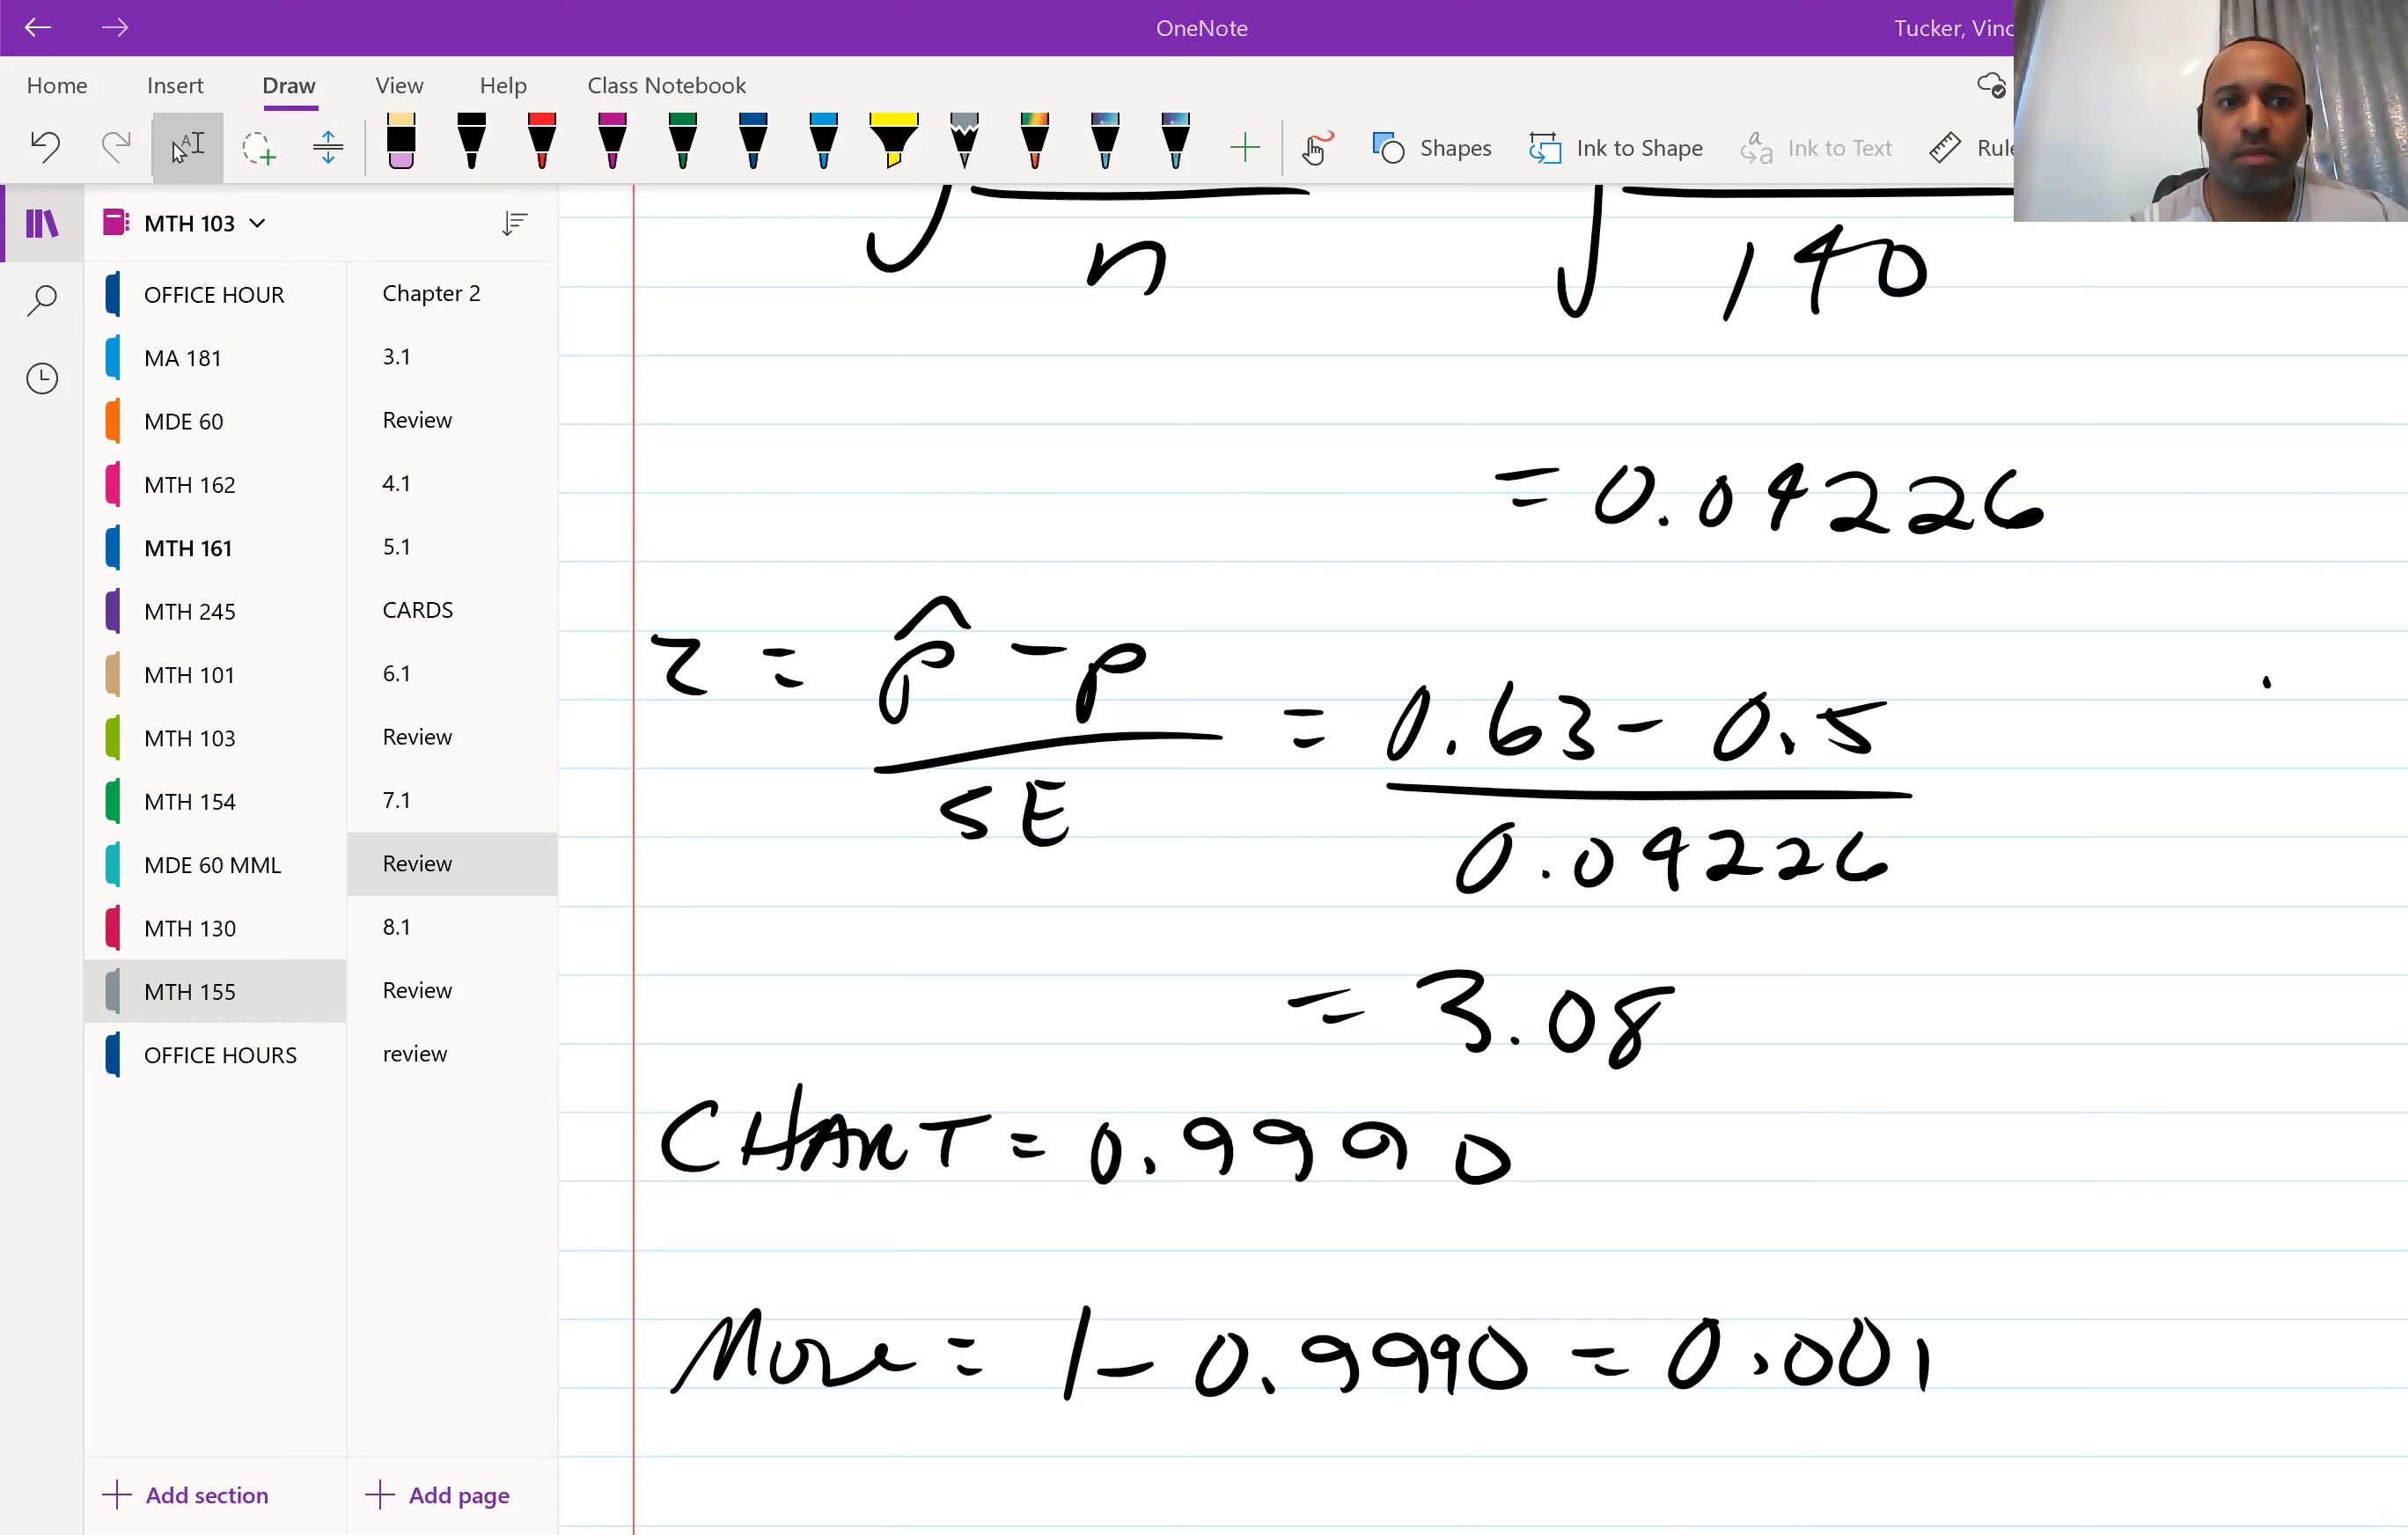 OneNote
Tucker, Vinc
Home Insert Draw View Help Class Notebook
Shapes Ink to Shape Ink to Text Rule
MTH 103
OFFICE HOUR
MA 181
MDE 60
MTH 162
MTH 161
MTH 245
MTH 101
MTH 103
MTH 154
MDE 60 MML
MTH 130
MTH 155
OFFICE HOURS
Add section
Chapter 2
3.1
Review
4.1
5.1
CARDS
6.1
Review
7.1
Review
8.1
Review
review
Add page
√ n √ 140
= 0.04226
z = p̂ - p / SE = 0.63 - 0.5 / 0.04226
= 3.08
CHART = 0.9990
More = 1 - 0.9990 = 0.001